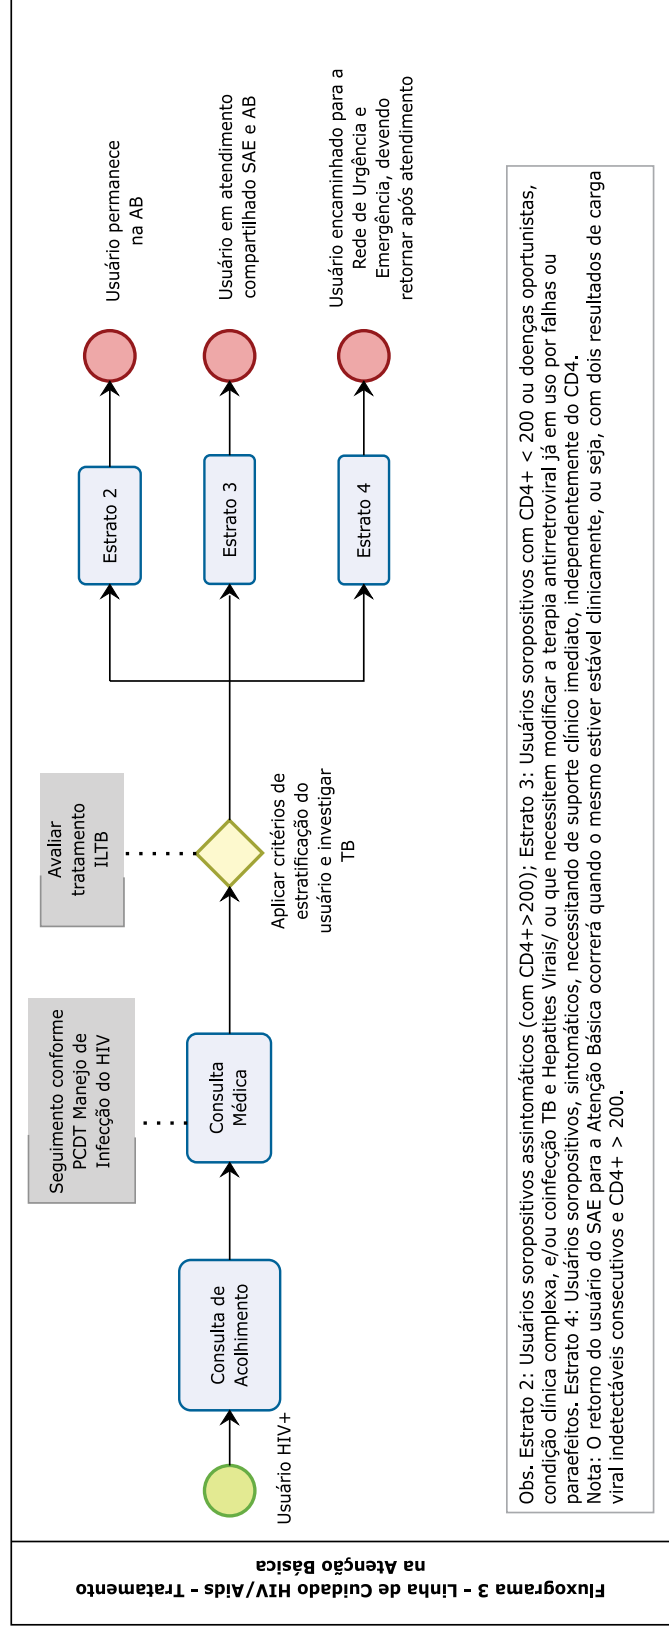 Fluxograma 3 - Linha de Cuidado HIV/Aids - Tratamento
na Atenção Básica
Usuário HIV+
Consulta de
Acolhimento
Seguimento conforme
PCDT Manejo de
Infecção do HIV
Consulta
Médica
Avaliar
tratamento
ILTB
Aplicar critérios de
estratificação do
usuário e investigar
TB
Estrato 2
Usuário permanece
na AB
Estrato 3
Usuário em atendimento
compartilhado SAE e AB
Estrato 4
Usuário encaminhado para a
Rede de Urgência e
Emergência, devendo
retornar após atendimento
Obs. Estrato 2: Usuários soropositivos assintomáticos (com CD4+>200); Estrato 3: Usuários soropositivos com CD4+ < 200 ou doenças oportunistas,
condição clínica complexa, e/ou coinfecção TB e Hepatites Virais/ ou que necessitem modificar a terapia antirretroviral já em uso por falhas ou
paraefeitos. Estrato 4: Usuários soropositivos, sintomáticos, necessitando de suporte clínico imediato, independentemente do CD4.
Nota: O retorno do usuário do SAE para a Atenção Básica ocorrerá quando o mesmo estiver estável clinicamente, ou seja, com dois resultados de carga
viral indetectáveis consecutivos e CD4+ > 200.